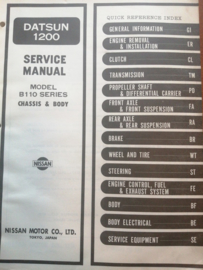 DATSUN
1200
SERVICE
MANUAL
MODEL
B110 SERIES
CHASSIS & BODY
NISSAN
NISSAN MOTOR CO., LTD.
TOKYO, JAPAN
QUICK REFERENCE INDEX
GENERAL INFORMATION GI
ENGINE REMOVAL
& INSTALLATION ER
CLUTCH CL
TRANSMISSION TM
PROPELLER SHAFT
& DIFFERENTIAL CARRIER PD
FRONT AXLE
& FRONT SUSPENSION FA
REAR AXLE
& REAR SUSPENSION RA
BRAKE BR
WHEEL AND TIRE WT
STEERING ST
ENGINE CONTROL, FUEL
& EXHAUST SYSTEM FE
BODY BF
BODY ELECTRICAL BE
SERVICE EQUIPMENT SE